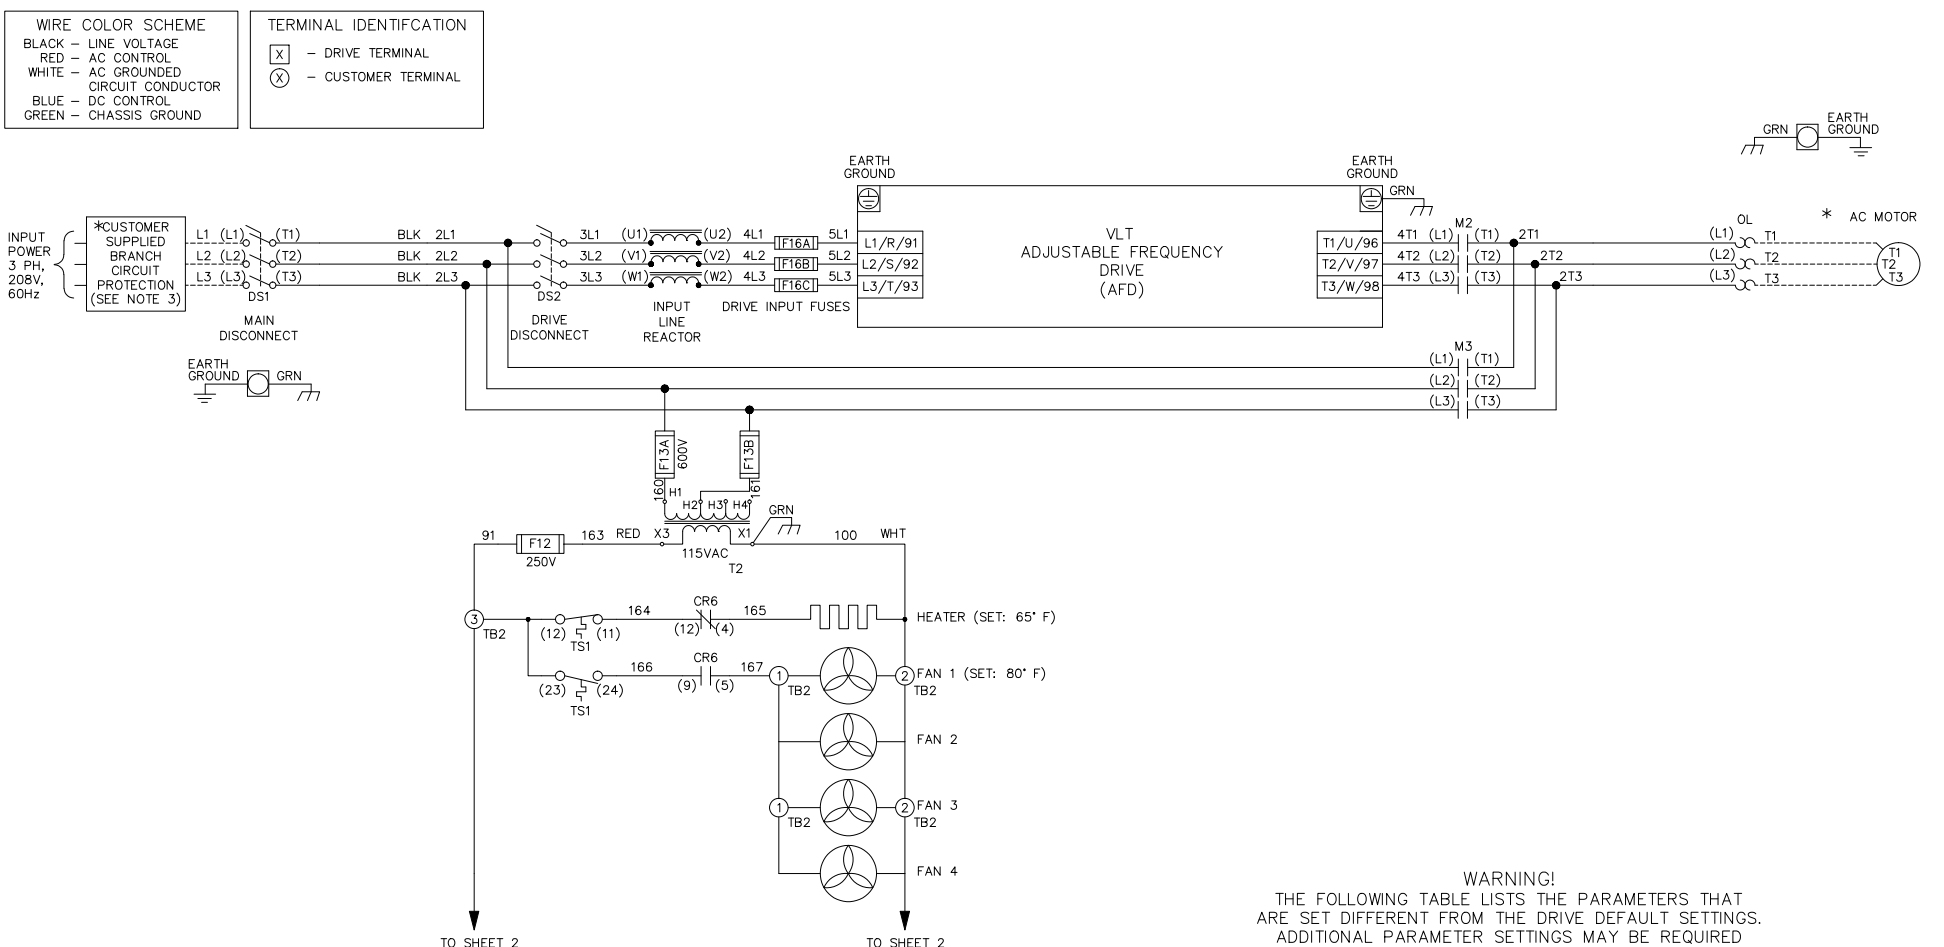 WIRE COLOR SCHEME
BLACK – LINE VOLTAGE
RED – AC CONTROL
WHITE – AC GROUNDED
CIRCUIT CONDUCTOR
BLUE – DC CONTROL
GREEN – CHASSIS GROUND
TERMINAL IDENTIFCATION
X – DRIVE TERMINAL
X – CUSTOMER TERMINAL
GRN
EARTH
GROUND
INPUT
POWER
3 PH,
208V,
60Hz
*CUSTOMER
SUPPLIED
BRANCH
CIRCUIT
PROTECTION
(SEE NOTE 3)
L1 (L1) (T1) BLK 2L1
L2 (L2) (T2) BLK 2L2
L3 (L3) (T3) BLK 2L3
DS1
MAIN
DISCONNECT
EARTH
GROUND
GRN
3L1 (U1) (U2) 4L1 F16A 5L1
3L2 (V1) (V2) 4L2 F16B 5L2
3L3 (W1) (W2) 4L3 F16C 5L3
DS2
DRIVE
DISCONNECT
INPUT
LINE
REACTOR
DRIVE INPUT FUSES
EARTH
GROUND
L1/R/91
L2/S/92
L3/T/93
VLT
ADJUSTABLE FREQUENCY
DRIVE
(AFD)
EARTH
GROUND
GRN
T1/U/96
T2/V/97
T3/W/98
M2
4T1 (L1) (T1) 2T1
4T2 (L2) (T2) 2T2
4T3 (L3) (T3) 2T3
OL
(L1) T1
(L2) T2
(L3) T3
* AC MOTOR
T1
T2
T3
M3
(L1) (T1)
(L2) (T2)
(L3) (T3)
F13A
600V
F13B
160
161
H1
H2
H3
H4
GRN
91
F12
250V
163
RED
X3
X1
115VAC
T2
100
WHT
3
TB2
(12) (11)
TS1
164
CR6
(12) (4)
165
HEATER (SET: 65° F)
(23) (24)
TS1
166
CR6
(9) (5)
167
1
TB2
2
TB2
FAN 1 (SET: 80° F)
FAN 2
1
TB2
2
TB2
FAN 3
FAN 4
TO SHEET 2
TO SHEET 2
WARNING!
THE FOLLOWING TABLE LISTS THE PARAMETERS THAT
ARE SET DIFFERENT FROM THE DRIVE DEFAULT SETTINGS.
ADDITIONAL PARAMETER SETTINGS MAY BE REQUIRED